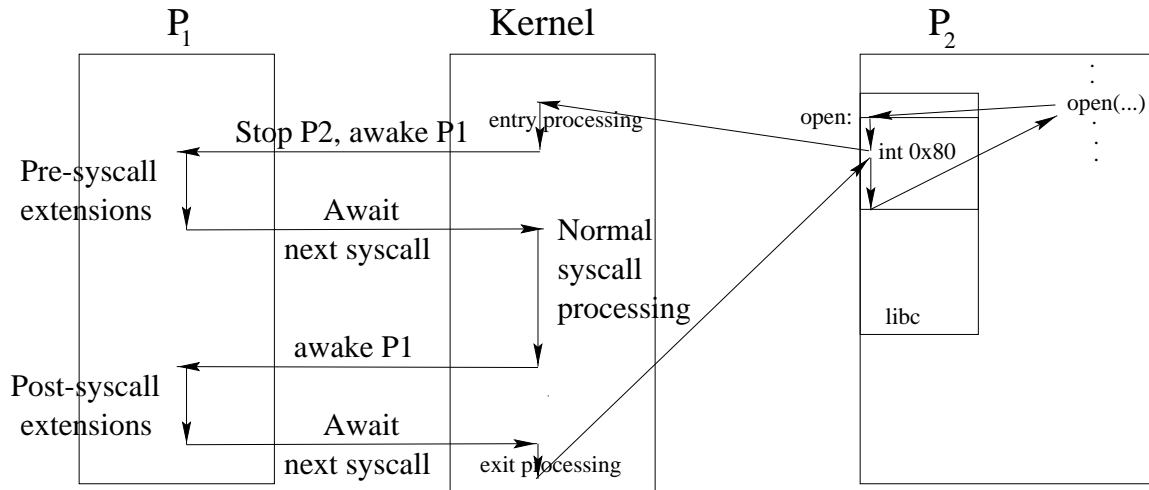 P1
Kernel
P2
entry processing
open(...)
open:
Stop P2, awake P1
int 0x80
Pre-syscall
extensions
Await
next syscall
Normal
syscall
processing
libc
awake P1
Post-syscall
extensions
Await
next syscall
exit processing